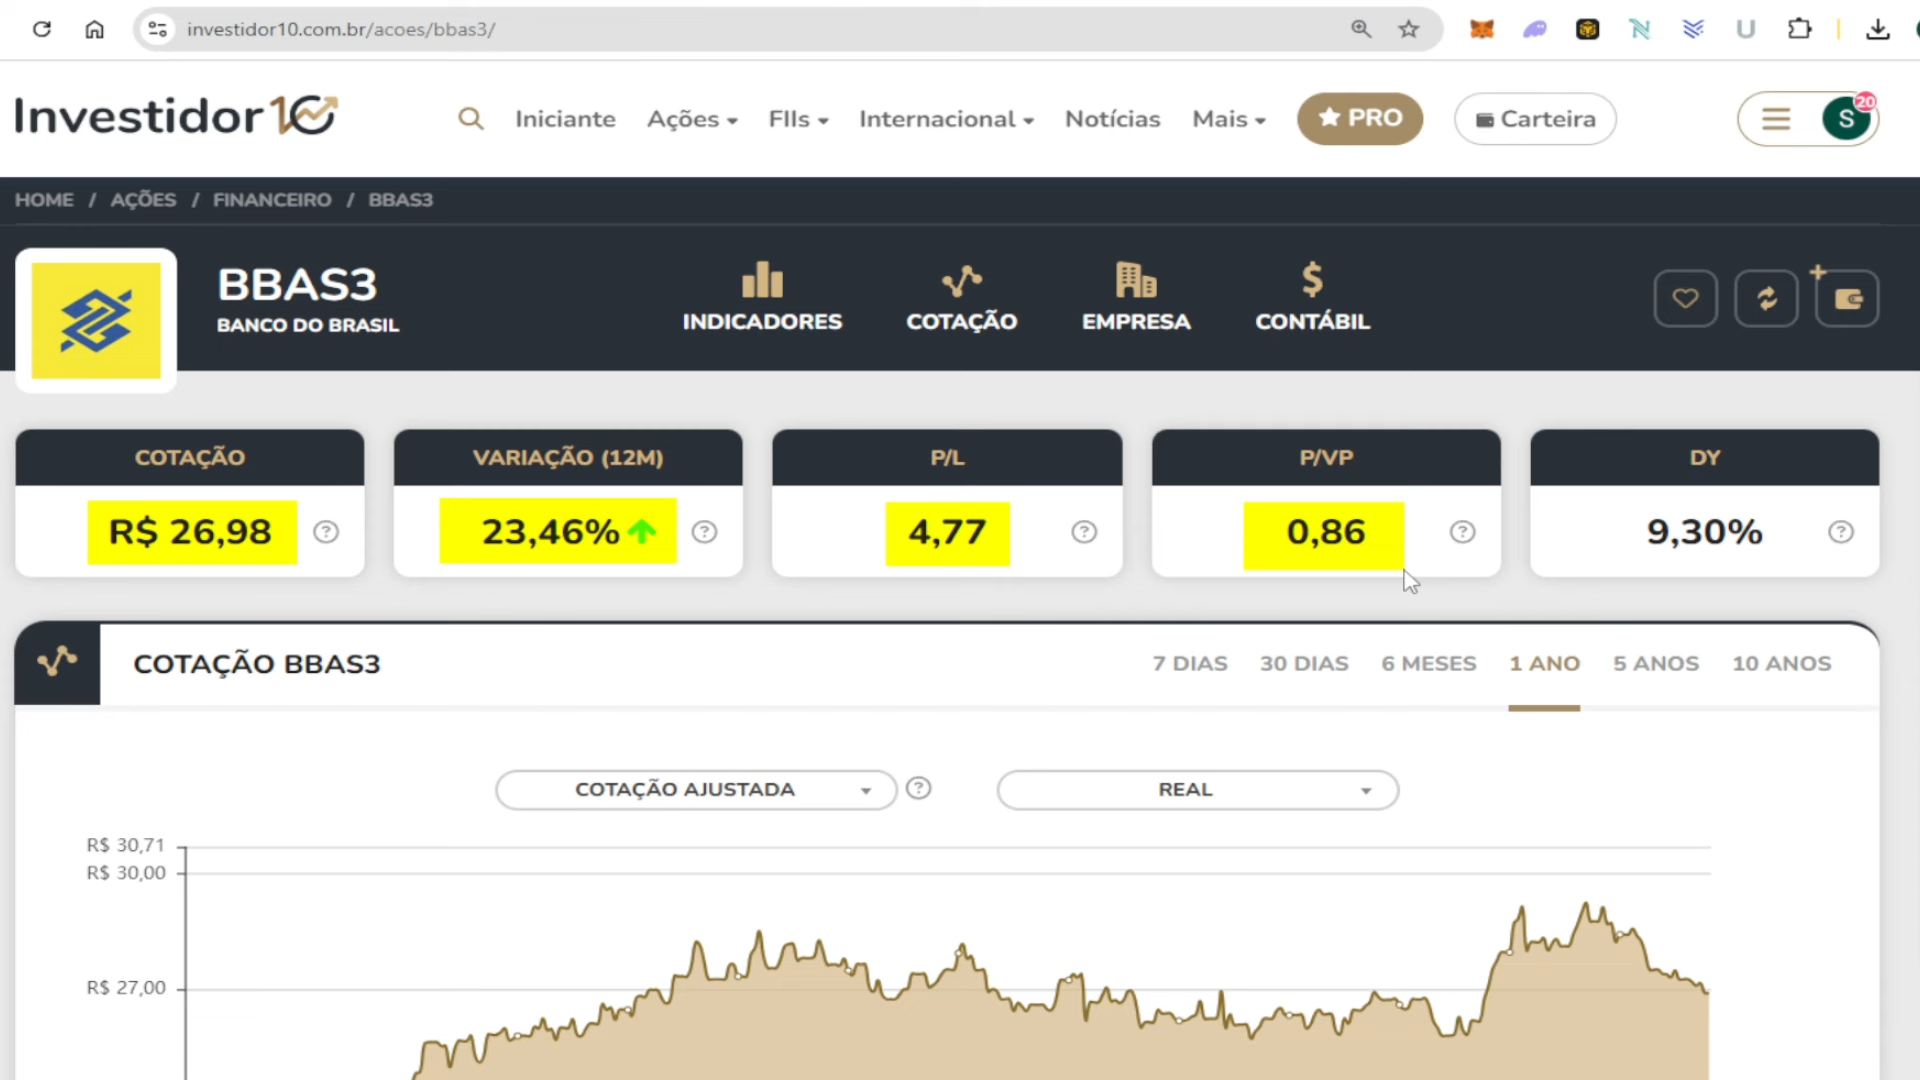 investidor10.com.br/acoes/bbas3/
Investidor 10
Iniciante
Ações
FIIs
Internacional
Notícias
Mais
PRO
Carteira
S
20
HOME / AÇÕES / FINANCEIRO / BBAS3
BBAS3
BANCO DO BRASIL
INDICADORES
COTAÇÃO
EMPRESA
CONTÁBIL
COTAÇÃO
R$ 26,98
VARIAÇÃO (12M)
23,46%
P/L
4,77
P/VP
0,86
DY
9,30%
COTAÇÃO BBAS3
7 DIAS
30 DIAS
6 MESES
1 ANO
5 ANOS
10 ANOS
COTAÇÃO AJUSTADA
REAL
R$ 30,71
R$ 30,00
R$ 27,00